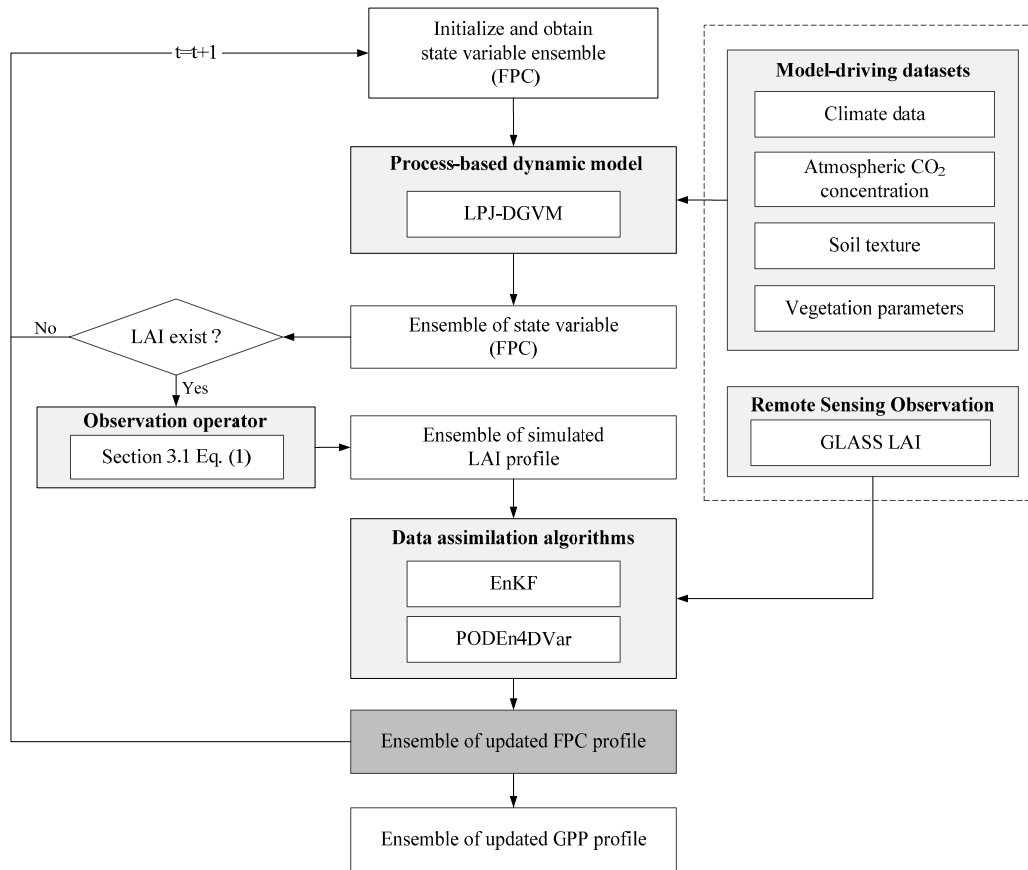 t=t+1
Initialize and obtain
state variable ensemble
(FPC)
Process-based dynamic model
LPJ-DGVM
Model-driving datasets
Climate data
Atmospheric CO₂
concentration
Soil texture
Vegetation parameters
No
LAI exist ?
Ensemble of state variable
(FPC)
Yes
Observation operator
Section 3.1 Eq. (1)
Ensemble of simulated
LAI profile
Remote Sensing Observation
GLASS LAI
Data assimilation algorithms
EnKF
PODEn4DVar
Ensemble of updated FPC profile
Ensemble of updated GPP profile